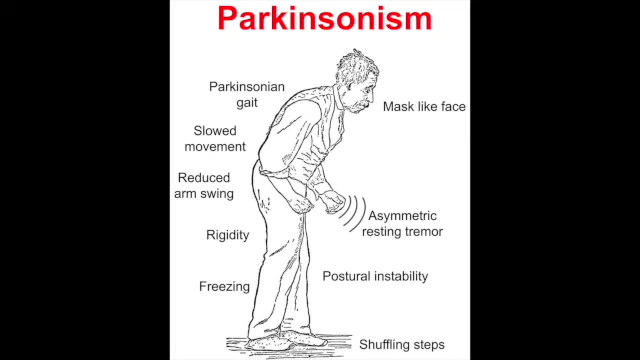 Parkinsonism
Parkinsonian
gait
Mask like face
Slowed
movement
Reduced
arm swing
Asymmetric
resting tremor
Rigidity
Postural instability
Freezing
Shuffling steps